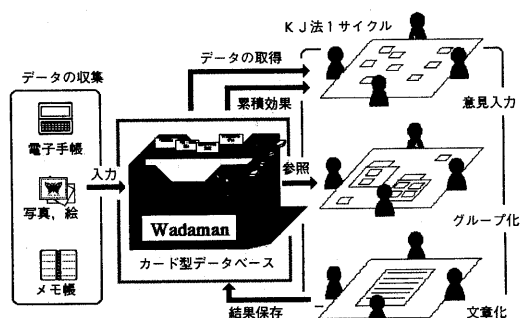 KJ法1サイクル
データの取得
データの収集
累積効果
意見入力
電子手帳
入力
参照
写真，絵
Wadaman
グループ化
カード型データベース
メモ帳
結果保存
文章化